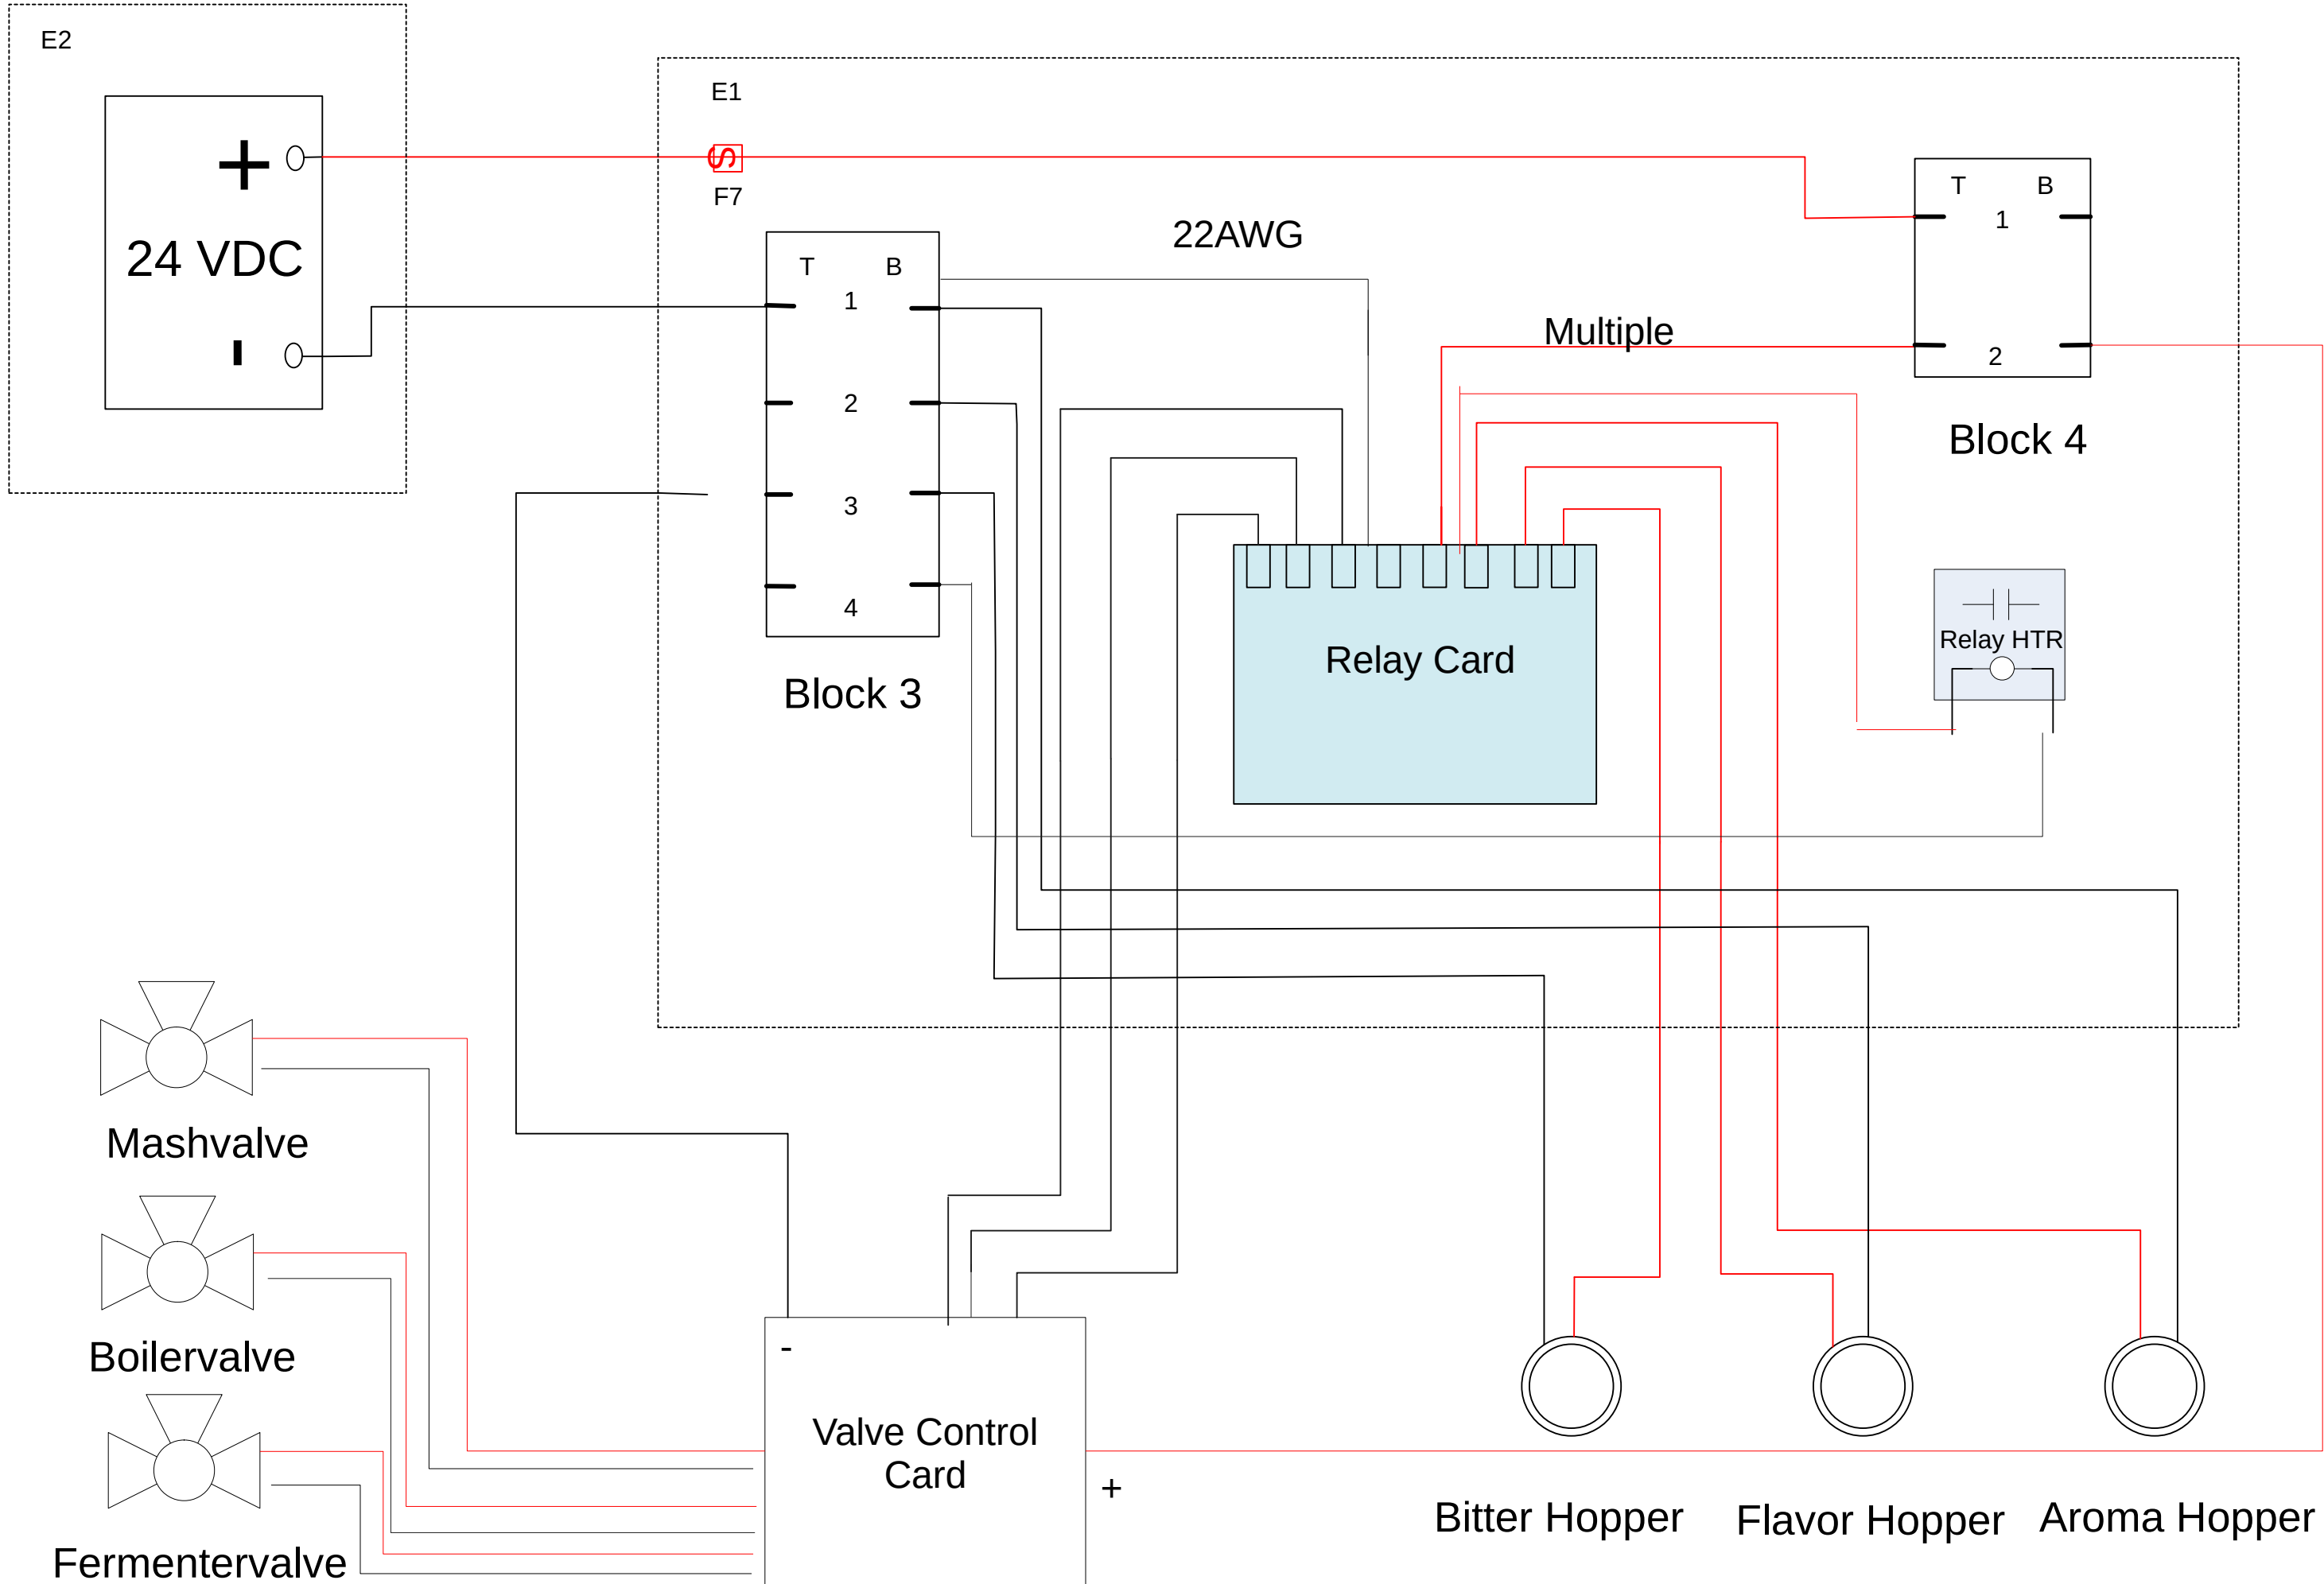 E2
E1
+
S
F7
24 VDC
-
T B
1
2
3
4
Block 3
22AWG
Multiple
T B
1
2
Block 4
Relay Card
Relay HTR
Mashvalve
Boilervalve
Fermentervalve
-
Valve Control
Card
+
Bitter Hopper
Flavor Hopper
Aroma Hopper